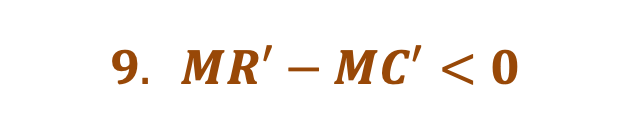 9. MR′ – MC′ < 0